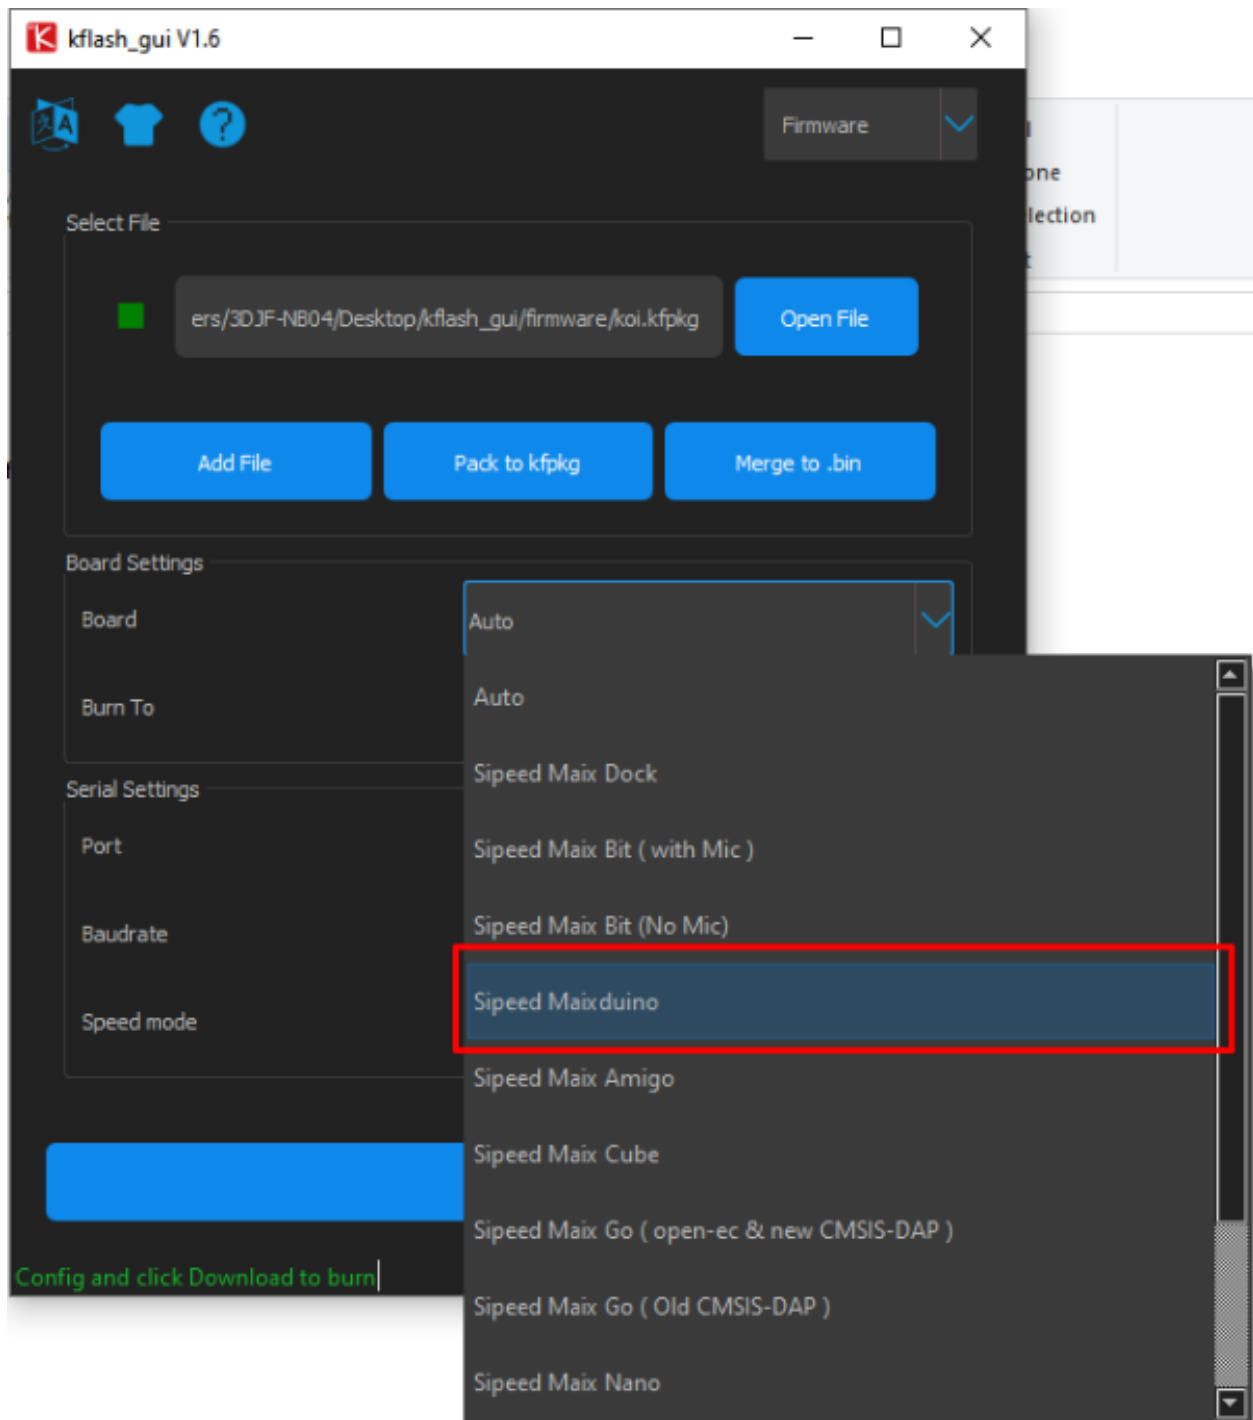 kflash_gui V1.6
Firmware
one
lection
Select File
ers/3DJF-NB04/Desktop/kflash_gui/firmware/koi.kfpkg
Open File
Add File
Pack to kfpkg
Merge to .bin
Board Settings
Board
Auto
Burn To
Auto
Sipeed Maix Dock
Serial Settings
Port
Sipeed Maix Bit ( with Mic )
Baudrate
Sipeed Maix Bit (No Mic)
Sipeed Maixduino
Speed mode
Sipeed Maix Amigo
Sipeed Maix Cube
Sipeed Maix Go ( open-ec & new CMSIS-DAP )
Config and click Download to burn
Sipeed Maix Go ( Old CMSIS-DAP )
Sipeed Maix Nano